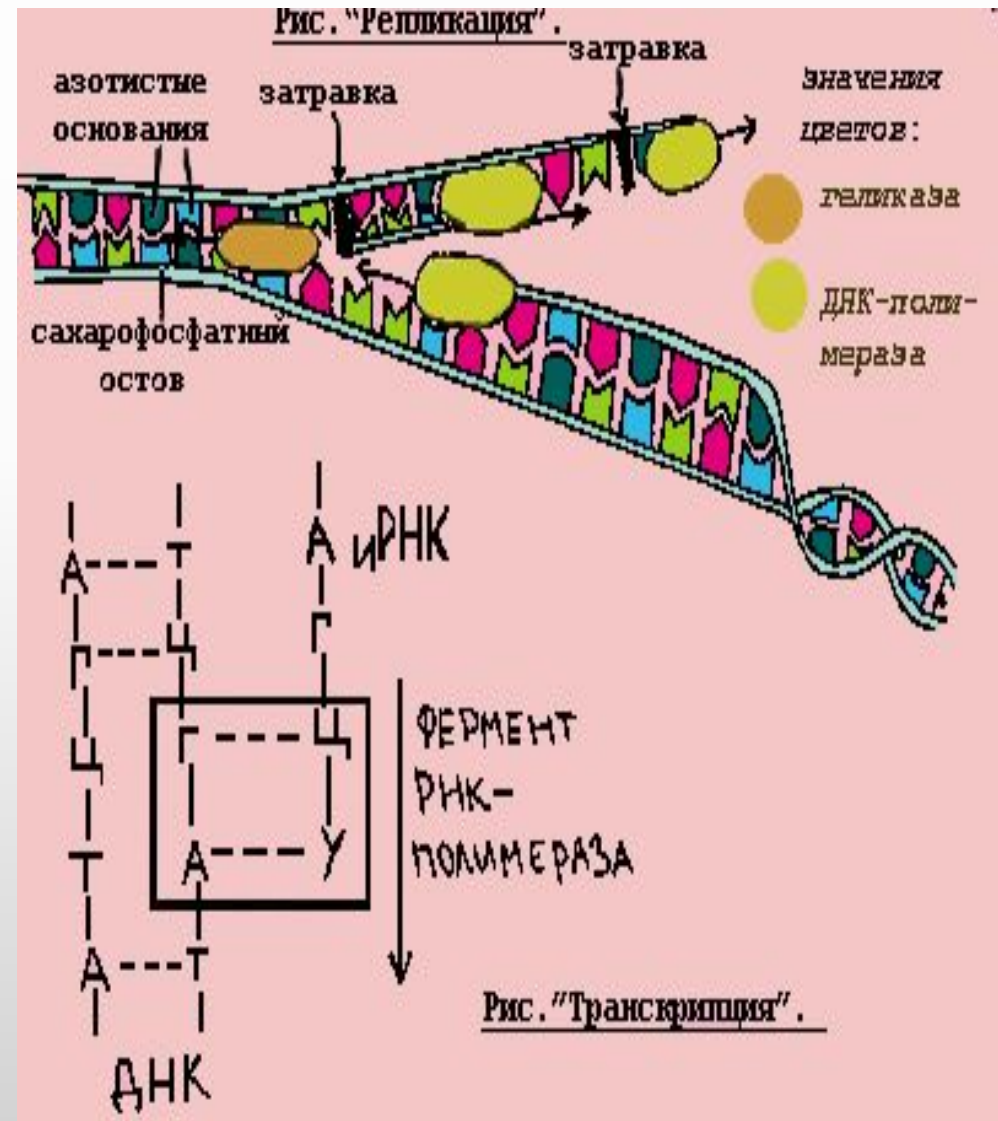 Рис."Репликация".
затравка
азотистые
основания
затравка
значения
цветов:
геликаза
ДНК-поли-
мераза
сахарофосфатный
остов
А---Т
Г---Ц
Ц
Т
А---Т
ДНК
А иРНК
Г
Г---Ц
А---У
ФЕРМЕНТ
РНК-
ПОЛИМЕРАЗА
Рис."Транскрипция".